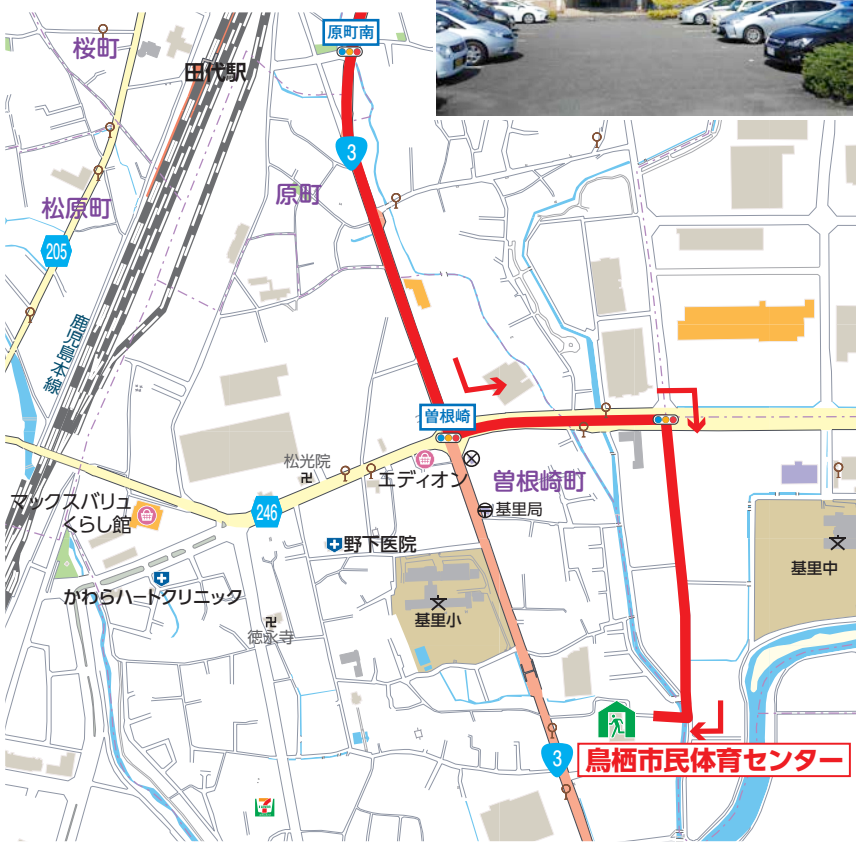 原町南
桜町
田代駅
3
原町
松原町
205
鹿児島本線
曽根崎
松光院
エディオン
曽根崎町
マックスバリュ
くらし館
246
基里局
野下医院
基里中
かわらハートクリニック
基里小
徳永寺
3
鳥栖市民体育センター
7